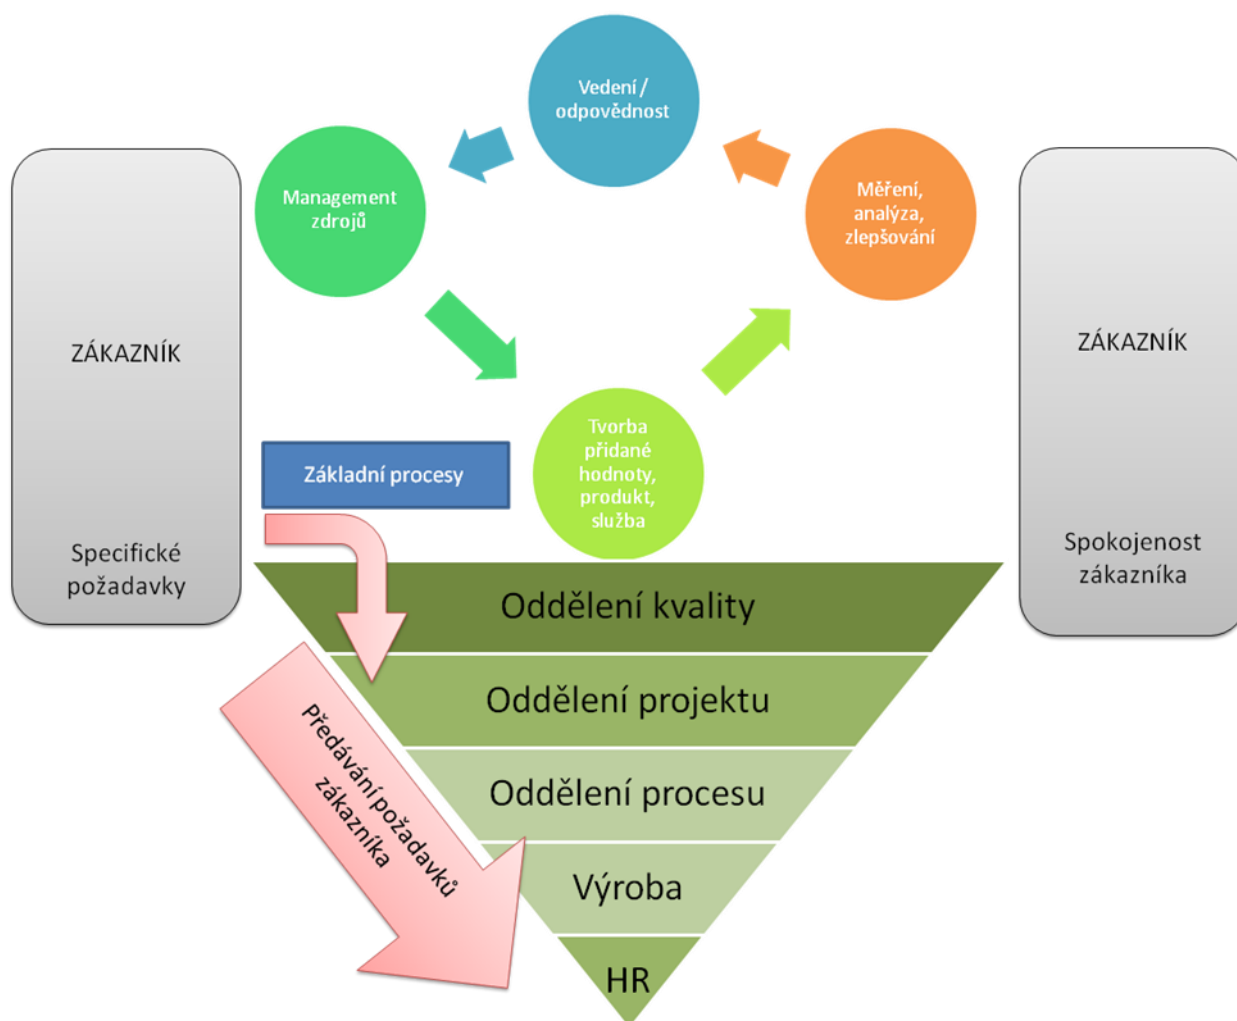 Vedení /
odpovědnost
Management
zdrojů
Měření,
analýza,
zlepšování
ZÁKAZNÍK
Specifické
požadavky
ZÁKAZNÍK
Spokojenost
zákazníka
Základní procesy
Tvorba
přidané
hodnoty,
produkt,
služba
Oddělení kvality
Oddělení projektu
Oddělení procesu
Výroba
HR
Předávání požadavků
zákazníka